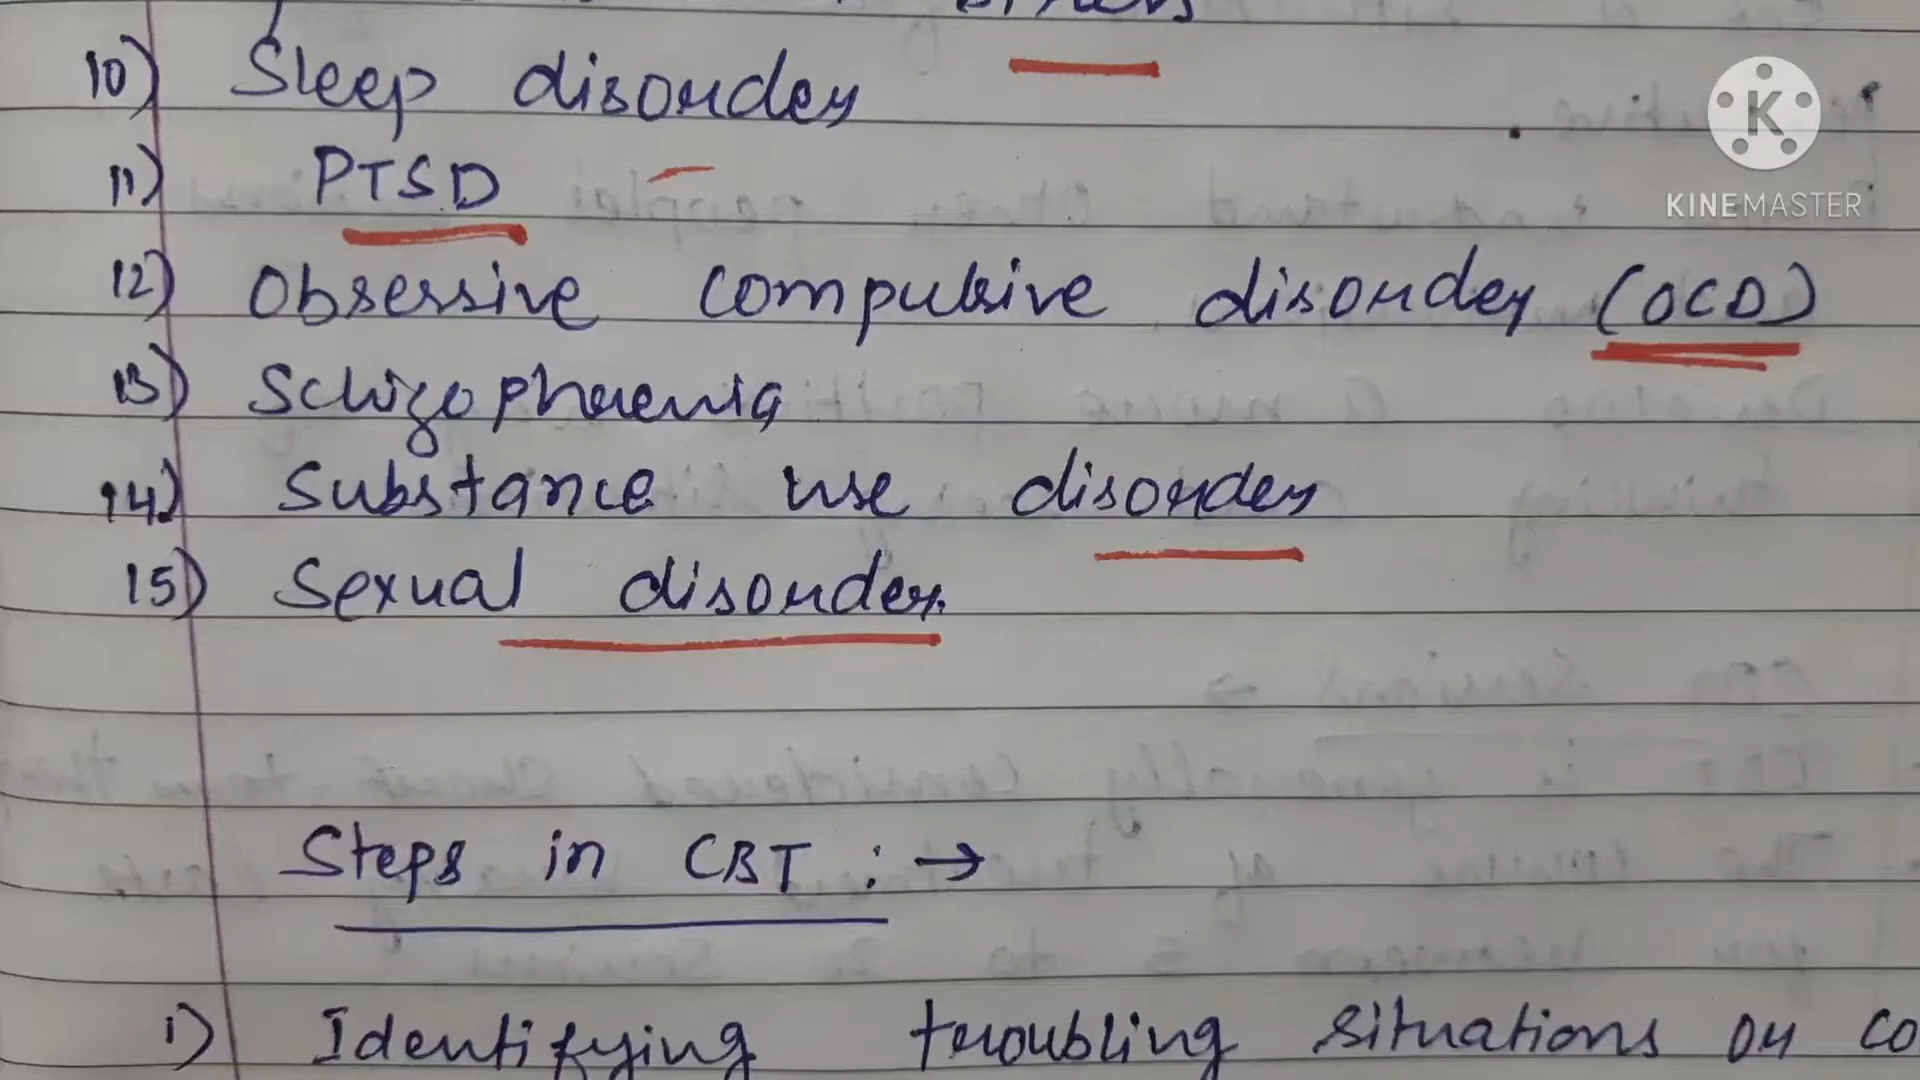 10) Sleep disorder
11) PTSD
12) Obsessive compulsive disorder (OCD)
13) Schizophrenia
14) Substance use disorder
15) Sexual disorder.
Steps in CBT : →
1) Identifying troubling situations or co
K
KINEMASTER